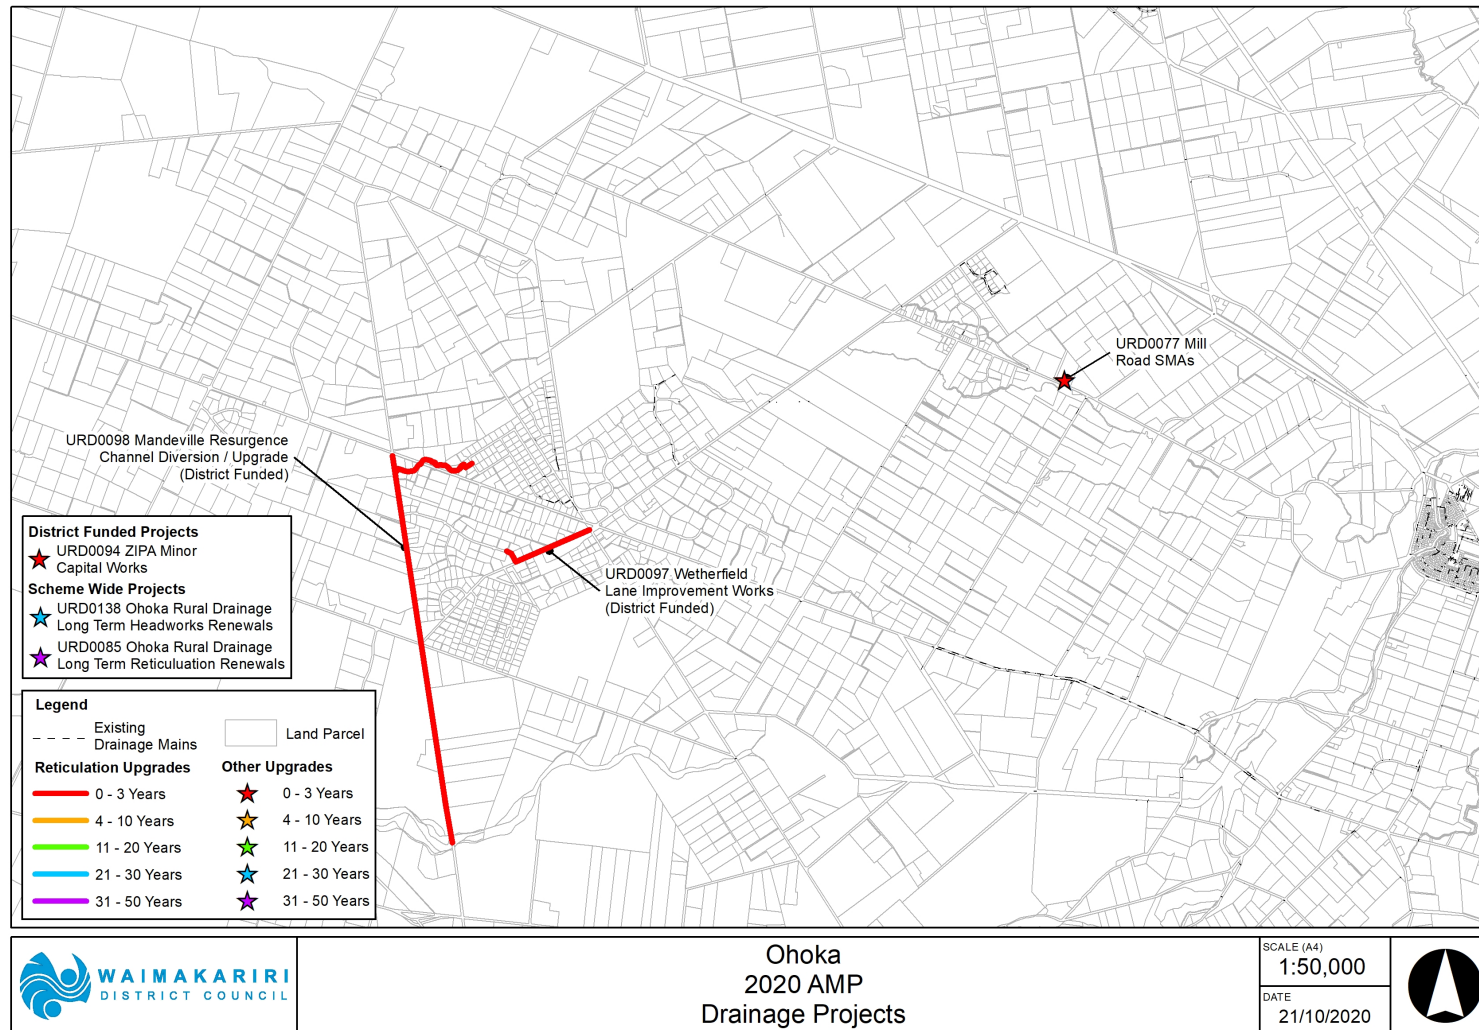 URD0077 Mill
Road SMAs
URD0098 Mandeville Resurgence
Channel Diversion / Upgrade
(District Funded)
URD0097 Wetherfield
Lane Improvement Works
(District Funded)
District Funded Projects
URD0094 ZIPA Minor
Capital Works
Scheme Wide Projects
URD0138 Ohoka Rural Drainage
Long Term Headworks Renewals
URD0085 Ohoka Rural Drainage
Long Term Reticuluation Renewals
Legend
Existing
Drainage Mains
Land Parcel
Reticulation Upgrades
0 - 3 Years
4 - 10 Years
11 - 20 Years
21 - 30 Years
31 - 50 Years
Other Upgrades
0 - 3 Years
4 - 10 Years
11 - 20 Years
21 - 30 Years
31 - 50 Years
WAIMAKARIRI
DISTRICT COUNCIL
Ohoka
2020 AMP
Drainage Projects
SCALE (A4)
1:50,000
DATE
21/10/2020